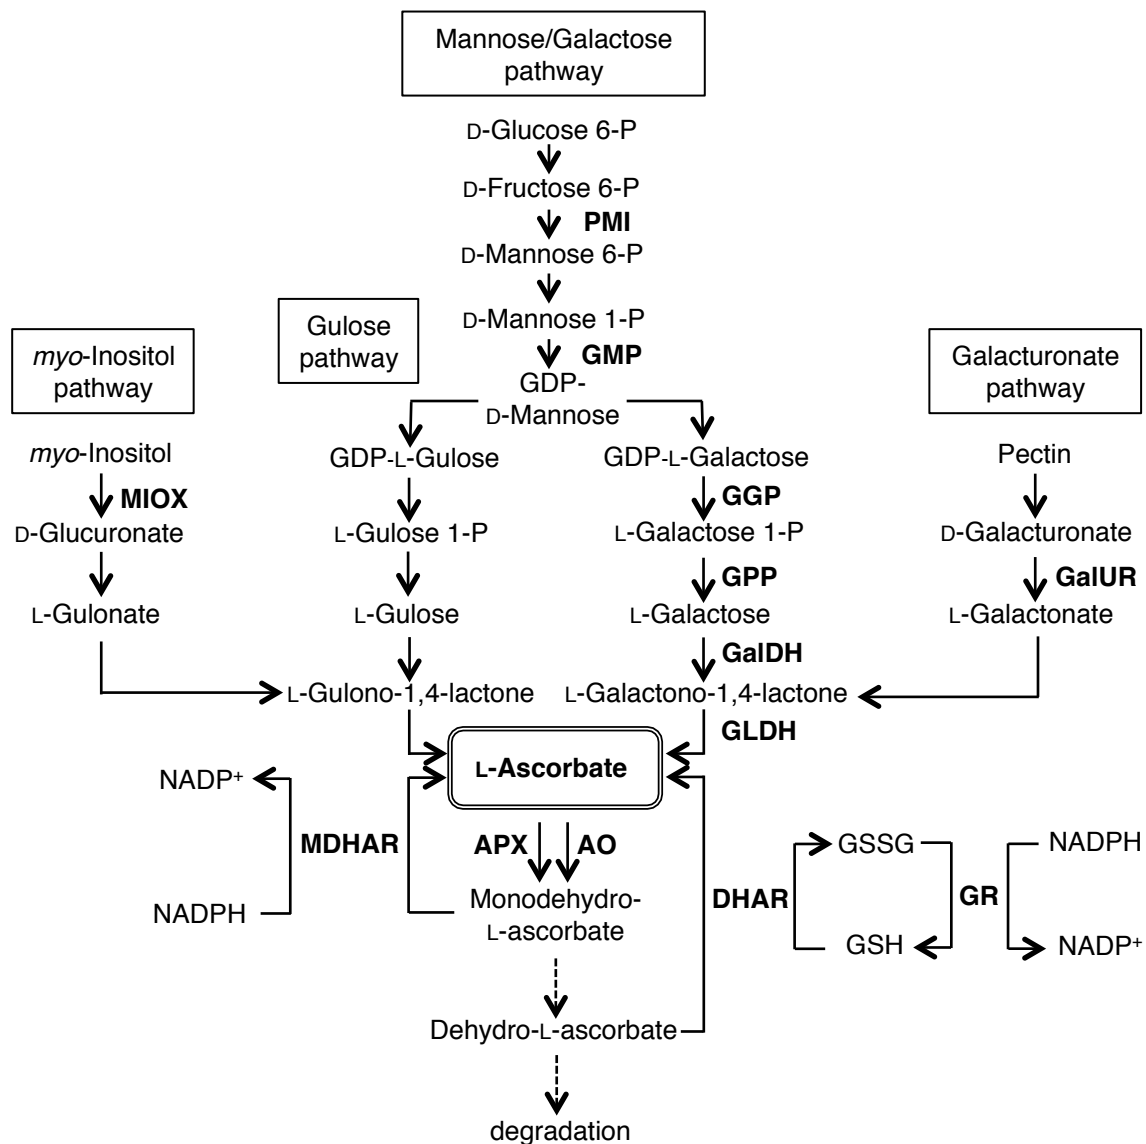 Mannose/Galactose
pathway
D-Glucose 6-P
D-Fructose 6-P
PMI
D-Mannose 6-P
D-Mannose 1-P
GMP
GDP-
D-Mannose
myo-Inositol
pathway
Gulose
pathway
Galacturonate
pathway
myo-Inositol
MIOX
D-Glucuronate
L-Gulonate
GDP-L-Gulose
L-Gulose 1-P
L-Gulose
L-Gulono-1,4-lactone
GDP-L-Galactose
GGP
L-Galactose 1-P
GPP
L-Galactose
GalDH
L-Galactono-1,4-lactone
GLDH
Pectin
D-Galacturonate
GalUR
L-Galactonate
L-Ascorbate
NADP+
MDHAR
NADPH
APX
AO
Monodehydro-
L-ascorbate
Dehydro-L-ascorbate
degradation
DHAR
GSSG
GSH
GR
NADPH
NADP+